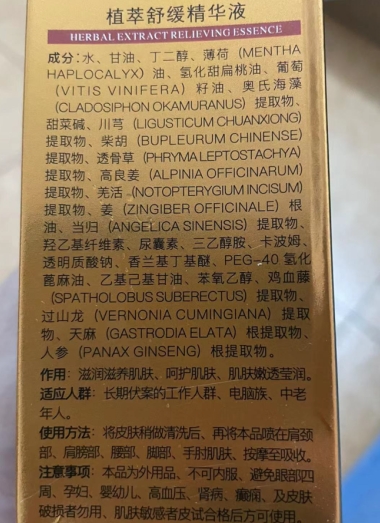 植萃舒缓精华液
HERBAL EXTRACT RELIEVING ESSENCE
成分：水、甘油、丁二醇、薄荷（MENTHA
HAPLOCALYX）油、氢化甜扁桃油、葡萄
（VITIS VINIFERA）籽油、奥氏海藻
（CLADOSIPHON OKAMURANUS）提取物、
甜菜碱、川芎（LIGUSTICUM CHUANXIONG）
提取物、柴胡（BUPLEURUM CHINENSE）
提取物、透骨草（PHRYMA LEPTOSTACHYA）
提取物、高良姜（ALPINIA OFFICINARUM）
提取物、羌活（NOTOPTERYGIUM INCISUM）
提取物、姜（ZINGIBER OFFICINALE）根
油、当归（ANGELICA SINENSIS）提取物、
羟乙基纤维素、尿囊素、三乙醇胺、卡波姆、
透明质酸钠、香兰基丁基醚、PEG-40 氢化
蓖麻油、乙基己基甘油、苯氧乙醇、鸡血藤
（SPATHOLOBUS SUBERECTUS）提取物、
过山龙（VERNONIA CUMINGIANA）提取
物、天麻（GASTRODIA ELATA）根提取物、
人参（PANAX GINSENG）根提取物。
作用：滋润滋养肌肤、呵护肌肤、肌肤嫩透莹润。
适应人群：长期伏案的工作人群、电脑族、中老
年人。
使用方法：将皮肤稍做清洗后、再将本品喷在肩颈
部、肩膀部、腰部、脚部、手肘肌肤、按摩至吸收。
注意事项：本品为外用品、不可内服、避免眼部四
周、孕妇、婴幼儿、高血压、肾病、癫痫、及皮肤
破损者勿用、肌肤敏感者皮试合格后方可使用。